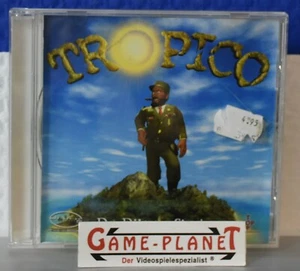 TROPICO
GAME-PLANET
Der Videospielespezialist`